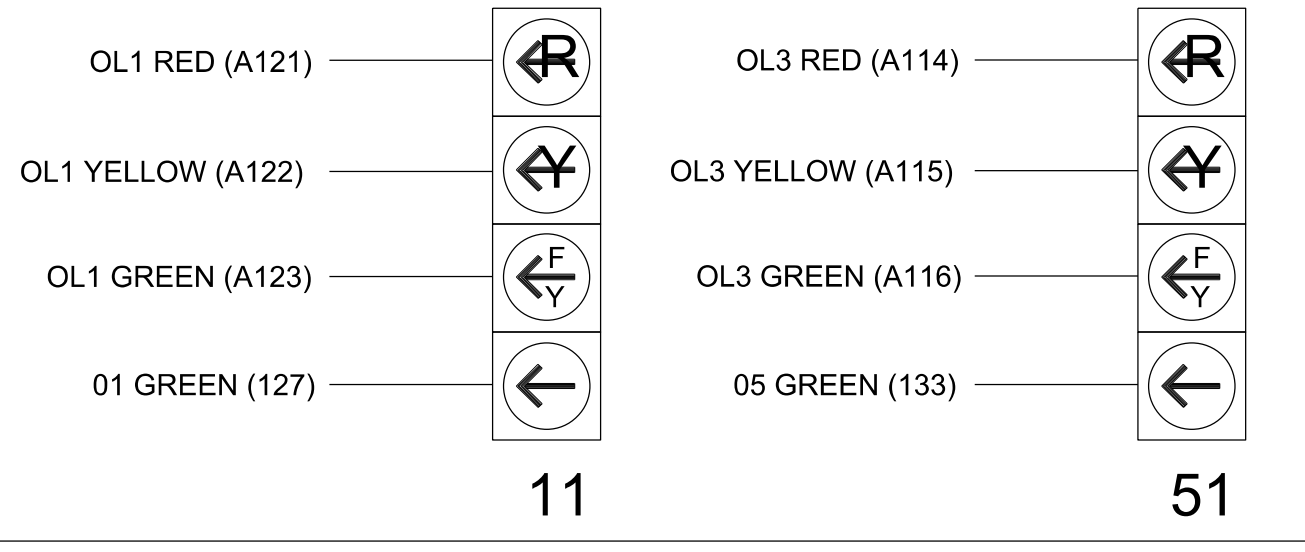 OL1 RED (A121)
R
OL1 YELLOW (A122)
Y
OL1 GREEN (A123)
F
Y
01 GREEN (127)
11
OL3 RED (A114)
R
OL3 YELLOW (A115)
Y
OL3 GREEN (A116)
F
Y
05 GREEN (133)
51